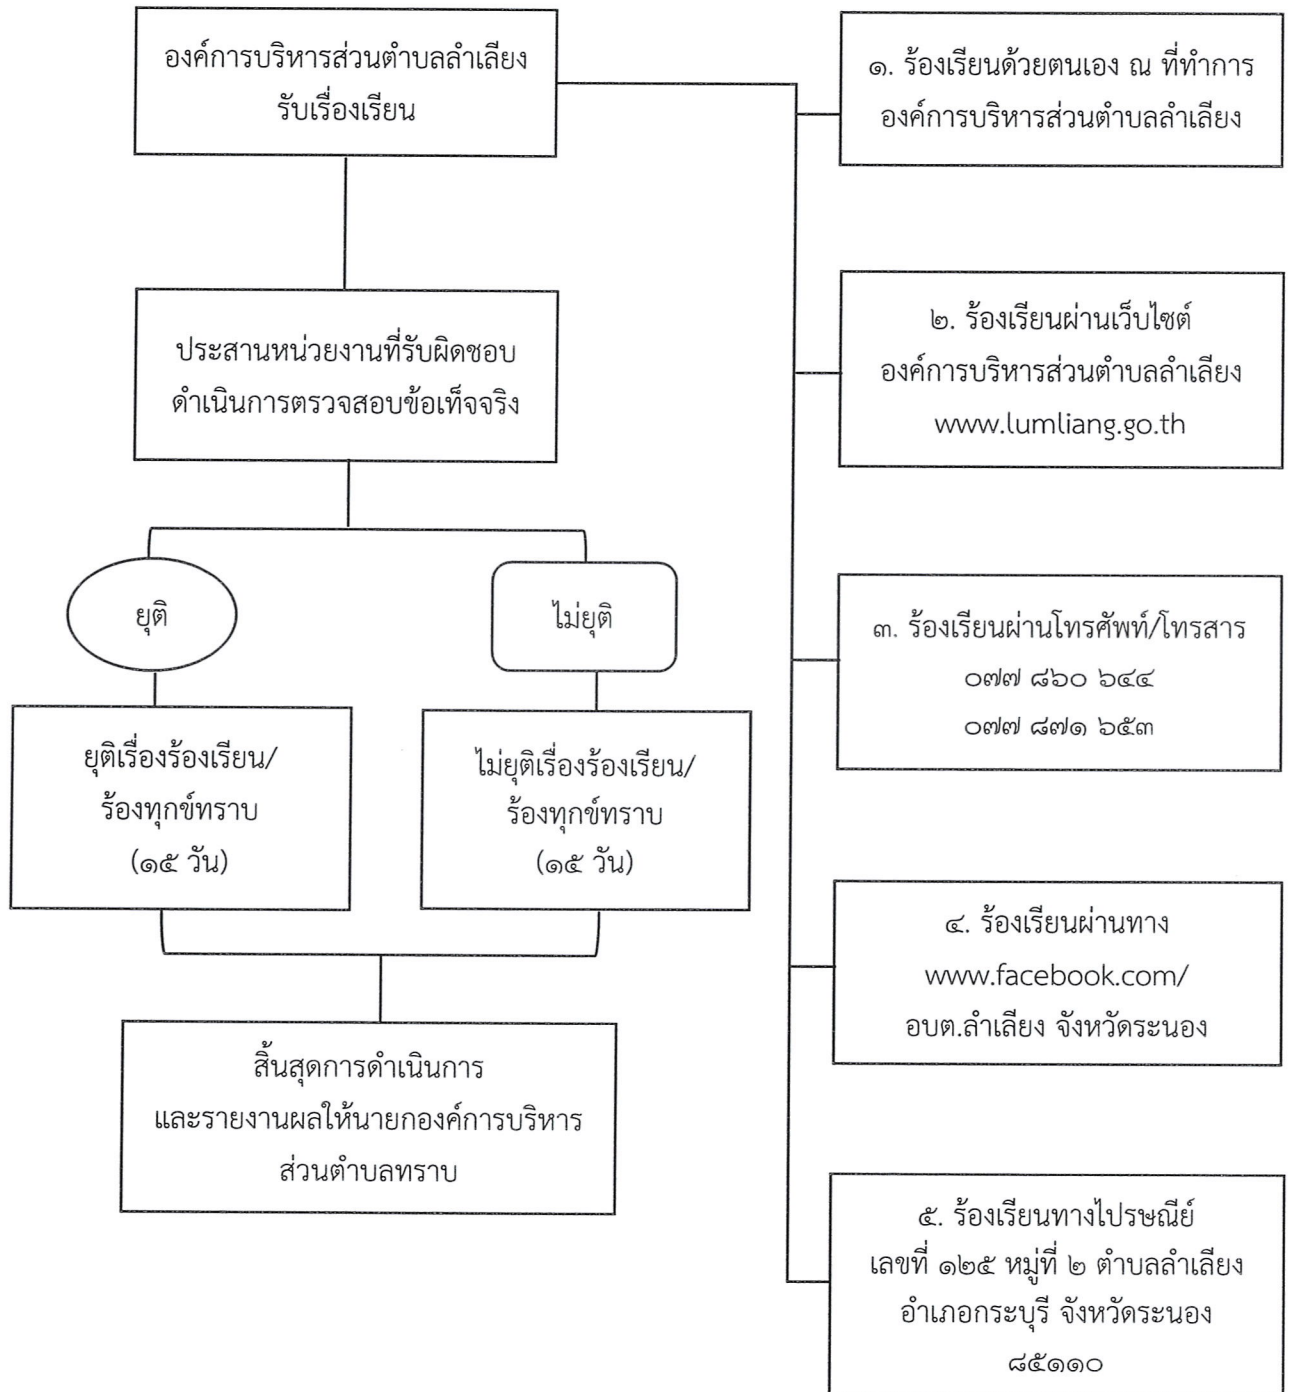 องค์การบริหารส่วนตำบลลำเลียง
รับเรื่องเรียน
ประสานหน่วยงานที่รับผิดชอบ
ดำเนินการตรวจสอบข้อเท็จจริง
ยุติ
ไม่ยุติ
ยุติเรื่องร้องเรียน/
ร้องทุกข์ทราบ
(๑๕ วัน)
ไม่ยุติเรื่องร้องเรียน/
ร้องทุกข์ทราบ
(๑๕ วัน)
สิ้นสุดการดำเนินการ
และรายงานผลให้นายกองค์การบริหาร
ส่วนตำบลทราบ
๑. ร้องเรียนด้วยตนเอง ณ ที่ทำการ
องค์การบริหารส่วนตำบลลำเลียง
๒. ร้องเรียนผ่านเว็บไซต์
องค์การบริหารส่วนตำบลลำเลียง
www.lumliang.go.th
๓. ร้องเรียนผ่านโทรศัพท์/โทรสาร
๐๗๗ ๘๖๐ ๖๔๔
๐๗๗ ๘๗๑ ๖๕๓
๔. ร้องเรียนผ่านทาง
www.facebook.com/
อบต.ลำเลียง จังหวัดระนอง
๕. ร้องเรียนทางไปรษณีย์
เลขที่ ๑๒๕ หมู่ที่ ๒ ตำบลลำเลียง
อำเภอกระบุรี จังหวัดระนอง
๘๕๑๑๐